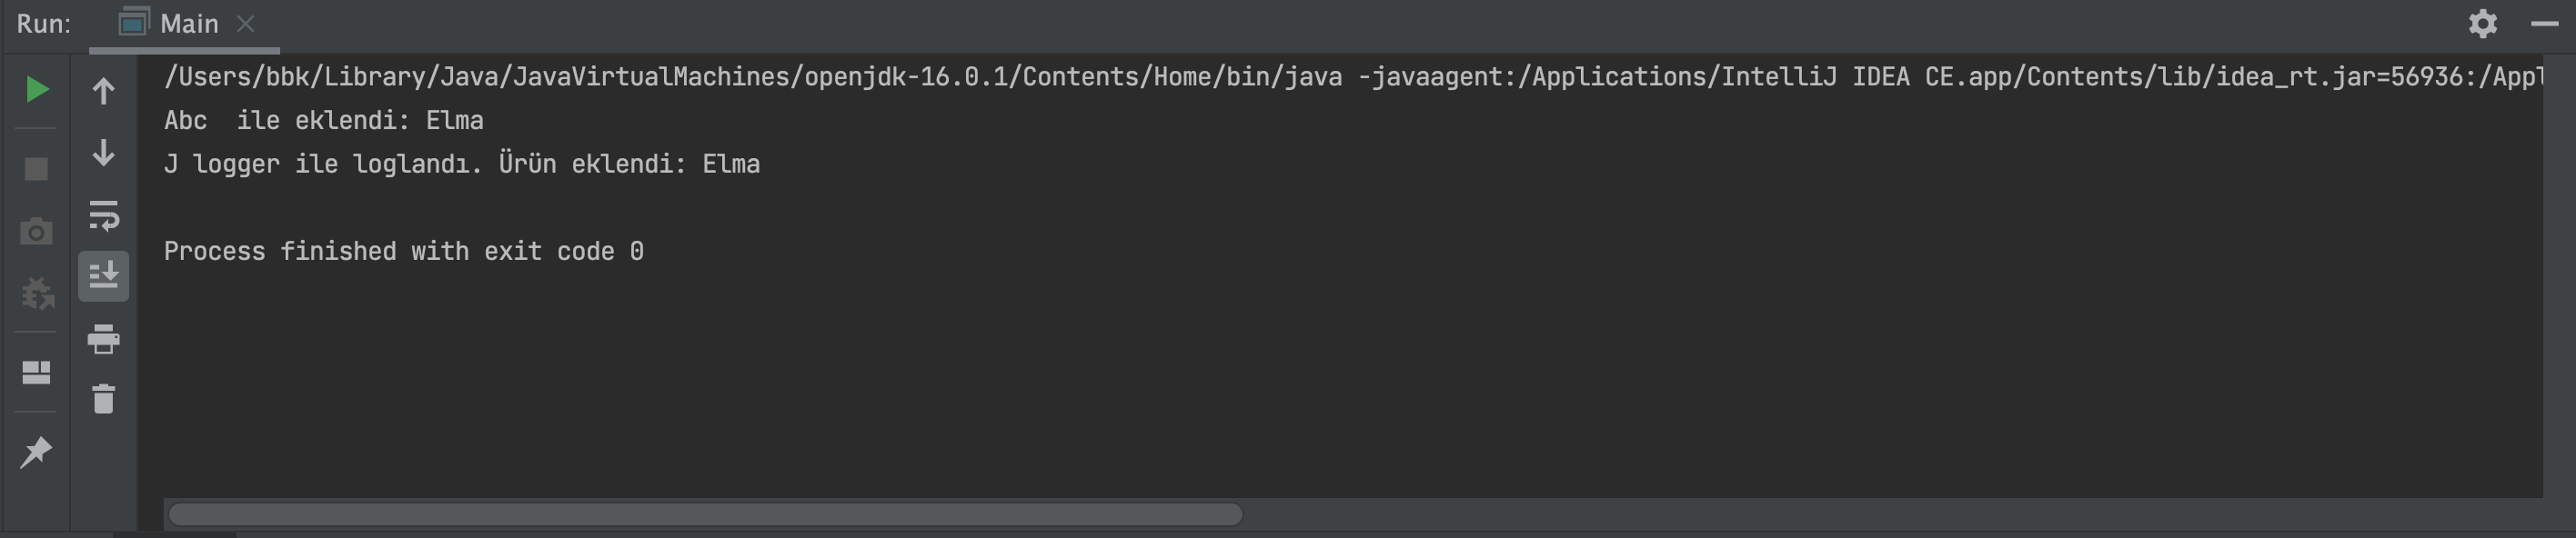 Run: Main
/Users/bbk/Library/Java/JavaVirtualMachines/openjdk-16.0.1/Contents/Home/bin/java -javaagent:/Applications/IntelliJ IDEA CE.app/Contents/lib/idea_rt.jar=56936:/Appl
Abc  ile eklendi: Elma
J logger ile loglandı. Ürün eklendi: Elma
Process finished with exit code 0